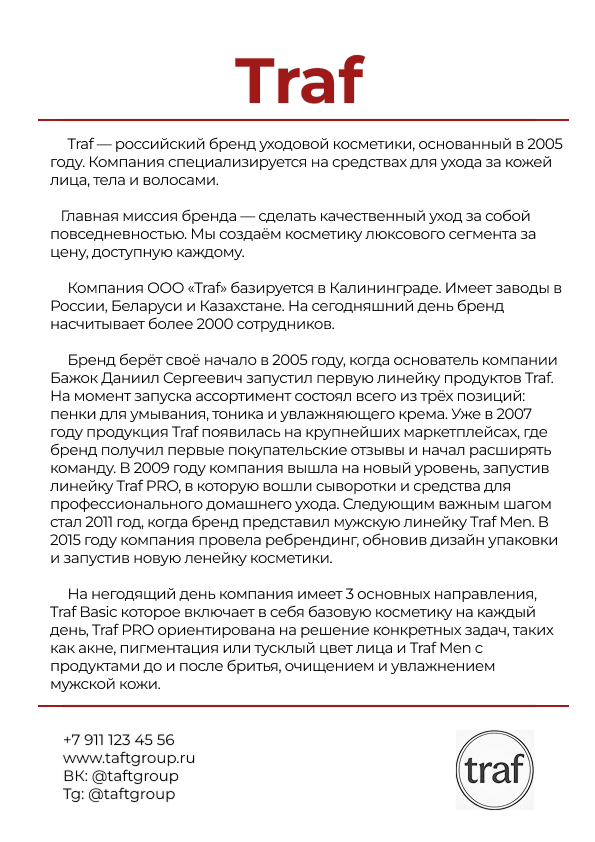 Traf
Traf — российский бренд уходовой косметики, основанный в 2005
году. Компания специализируется на средствах для ухода за кожей
лица, тела и волосами.
Главная миссия бренда — сделать качественный уход за собой
повседневностью. Мы создаём косметику люксового сегмента за
цену, доступную каждому.
Компания ООО «Traf» базируется в Калининграде. Имеет заводы в
России, Беларуси и Казахстане. На сегодняшний день бренд
насчитывает более 2000 сотрудников.
Бренд берёт своё начало в 2005 году, когда основатель компании
Бажок Даниил Сергеевич запустил первую линейку продуктов Traf.
На момент запуска ассортимент состоял всего из трёх позиций:
пенки для умывания, тоника и увлажняющего крема. Уже в 2007
году продукция Traf появилась на крупнейших маркетплейсах, где
бренд получил первые покупательские отзывы и начал расширять
команду. В 2009 году компания вышла на новый уровень, запустив
линейку Traf PRO, в которую вошли сыворотки и средства для
профессионального домашнего ухода. Следующим важным шагом
стал 2011 год, когда бренд представил мужскую линейку Traf Men. В
2015 году компания провела ребрендинг, обновив дизайн упаковки
и запустив новую ленейку косметики.
На негодящий день компания имеет 3 основных направления,
Traf Basic которое включает в себя базовую косметику на каждый
день, Traf PRO ориентирована на решение конкретных задач, таких
как акне, пигментация или тусклый цвет лица и Traf Men с
продуктами до и после бритья, очищением и увлажнением
мужской кожи.
+7 911 123 45 56
www.taftgroup.ru
ВК: @taftgroup
Tg: @taftgroup
traf